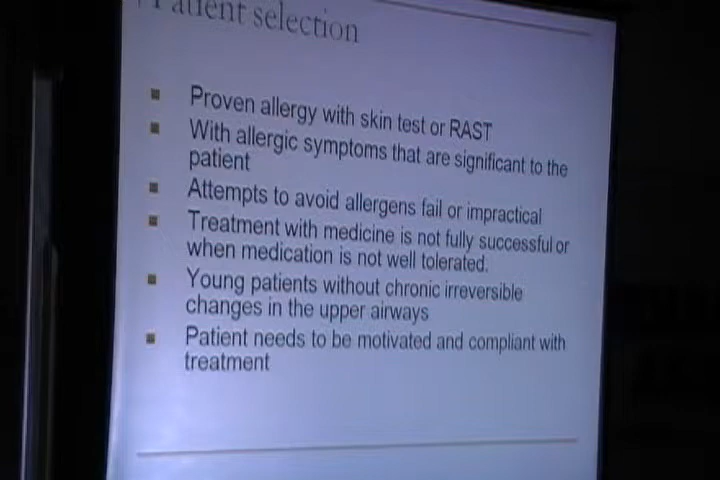 Patient selection
Proven allergy with skin test or RAST
With allergic symptoms that are significant to the
patient
Attempts to avoid allergens fail or impractical
Treatment with medicine is not fully successful or
when medication is not well tolerated.
Young patients without chronic irreversible
changes in the upper airways
Patient needs to be motivated and compliant with
treatment